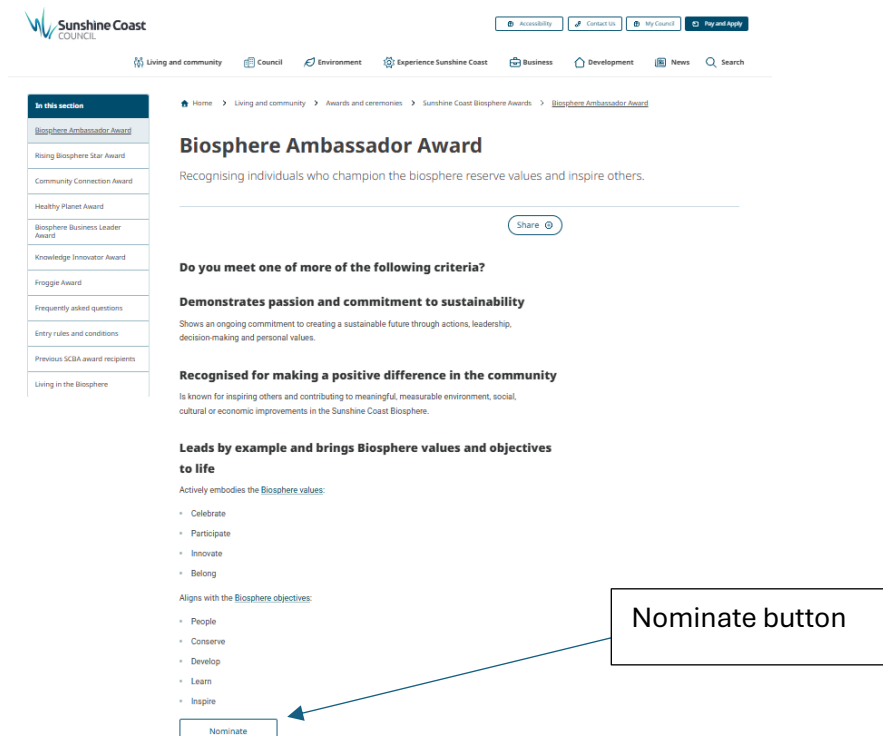 Sunshine Coast
COUNCIL
Accessibility
Contact Us
My Council
Pay and Apply
Living and community
Council
Environment
Experience Sunshine Coast
Business
Development
News
Search
In this section
Biosphere Ambassador Award
Rising Biosphere Star Award
Community Connection Award
Healthy Planet Award
Biosphere Business Leader
Award
Knowledge Innovator Award
Froggie Award
Frequently asked questions
Entry rules and conditions
Previous SCBA award recipients
Living in the Biosphere
Home > Living and community > Awards and ceremonies > Sunshine Coast Biosphere Awards > Biosphere Ambassador Award
Biosphere Ambassador Award
Recognising individuals who champion the biosphere reserve values and inspire others.
Share
Do you meet one of more of the following criteria?
Demonstrates passion and commitment to sustainability
Shows an ongoing commitment to creating a sustainable future through actions, leadership,
decision-making and personal values.
Recognised for making a positive difference in the community
Is known for inspiring others and contributing to meaningful, measurable environment, social,
cultural or economic improvements in the Sunshine Coast Biosphere.
Leads by example and brings Biosphere values and objectives
to life
Actively embodies the Biosphere values:
Celebrate
Participate
Innovate
Belong
Aligns with the Biosphere objectives:
People
Conserve
Develop
Learn
Inspire
Nominate
Nominate button